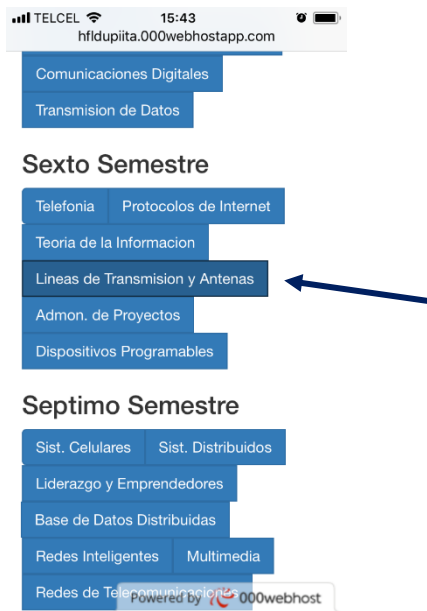 TELCEL 15:43
hfldupiita.000webhostapp.com
Comunicaciones Digitales
Transmision de Datos
Sexto Semestre
Telefonia Protocolos de Internet
Teoria de la Informacion
Lineas de Transmision y Antenas
Admon. de Proyectos
Dispositivos Programables
Septimo Semestre
Sist. Celulares Sist. Distribuidos
Liderazgo y Emprendedores
Base de Datos Distribuidas
Redes Inteligentes Multimedia
Redes de Telecomunicaciones
Powered by 000webhost